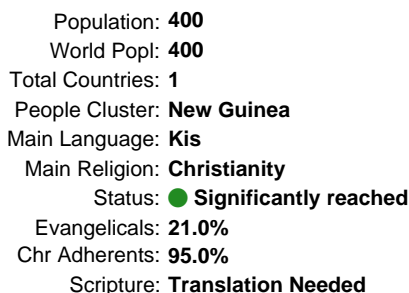 Population: 400
World Popl: 400
Total Countries: 1
People Cluster: New Guinea
Main Language: Kis
Main Religion: Christianity
Status: Significantly reached
Evangelicals: 21.0%
Chr Adherents: 95.0%
Scripture: Translation Needed